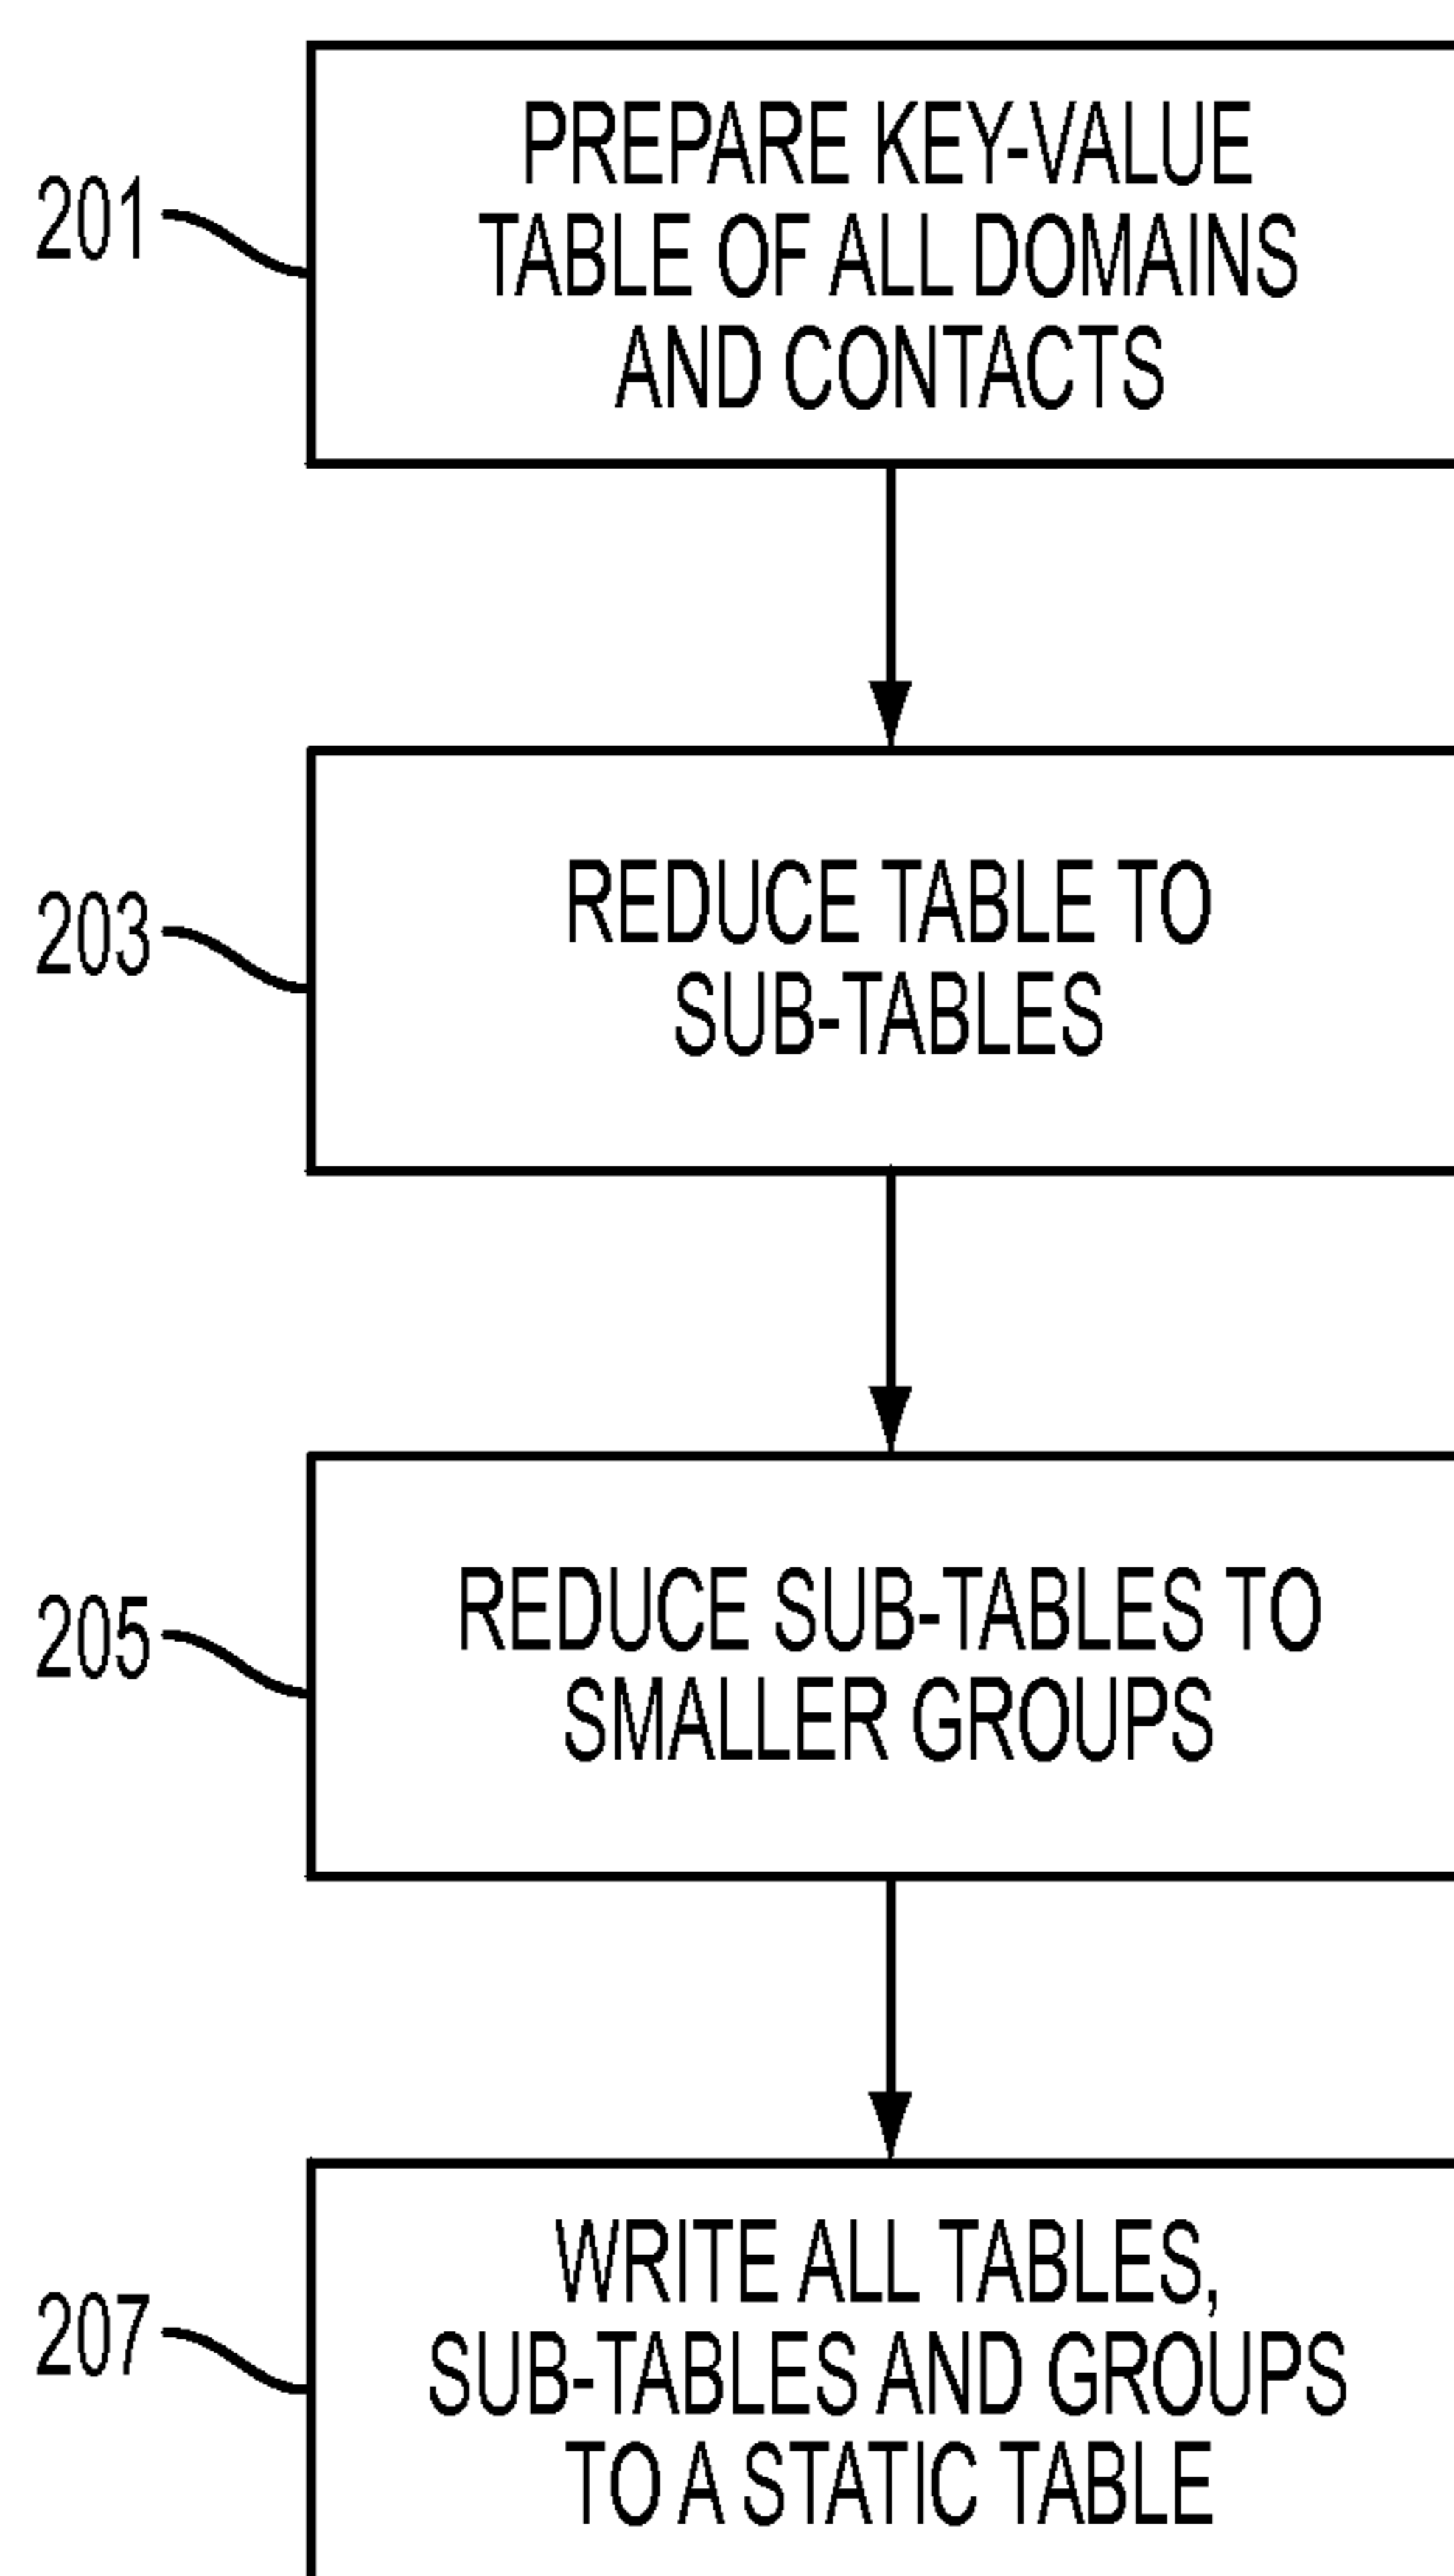 201
PREPARE KEY-VALUE
TABLE OF ALL DOMAINS
AND CONTACTS
203
REDUCE TABLE TO
SUB-TABLES
205
REDUCE SUB-TABLES TO
SMALLER GROUPS
207
WRITE ALL TABLES,
SUB-TABLES AND GROUPS
TO A STATIC TABLE